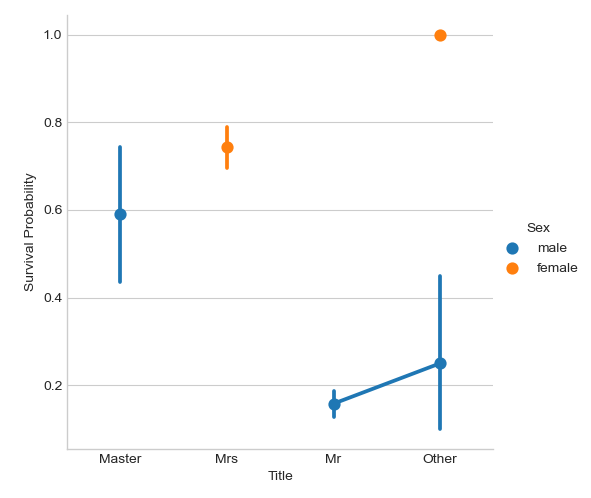 1.0
0.8
0.6
0.4
0.2
Survival Probability
Master Mrs Mr Other
Title
Sex
male
female